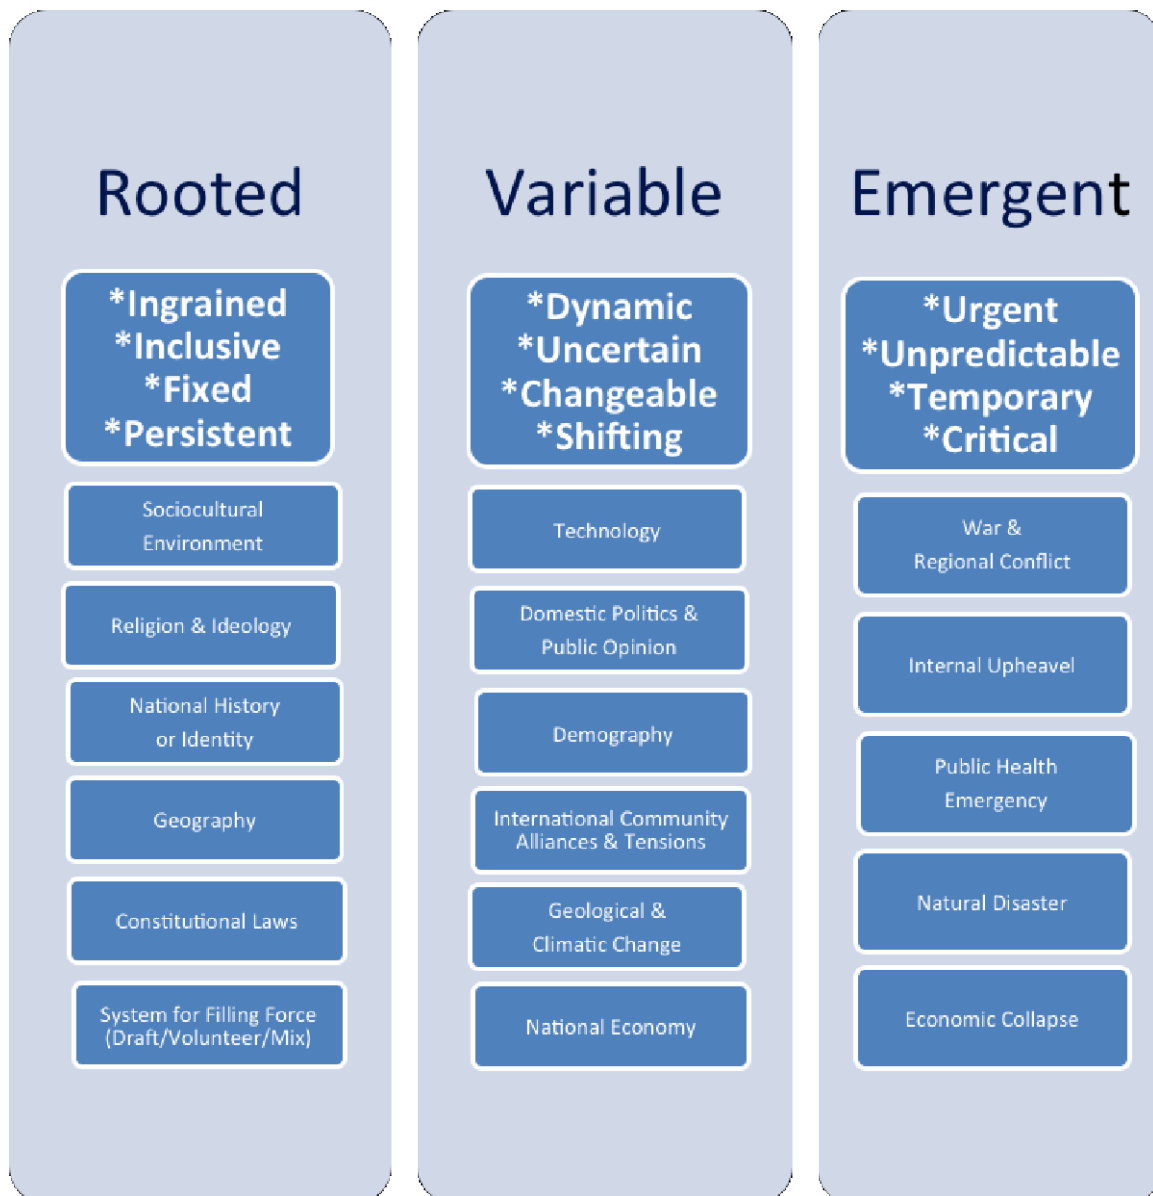 Rooted
*Ingrained
*Inclusive
*Fixed
*Persistent
Sociocultural
Environment
Religion & Ideology
National History
or Identity
Geography
Constitutional Laws
System for Filling Force
(Draft/Volunteer/Mix)
Variable
*Dynamic
*Uncertain
*Changeable
*Shifting
Technology
Domestic Politics &
Public Opinion
Demography
International Community
Alliances & Tensions
Geological &
Climatic Change
National Economy
Emergent
*Urgent
*Unpredictable
*Temporary
*Critical
War &
Regional Conflict
Internal Upheavel
Public Health
Emergency
Natural Disaster
Economic Collapse